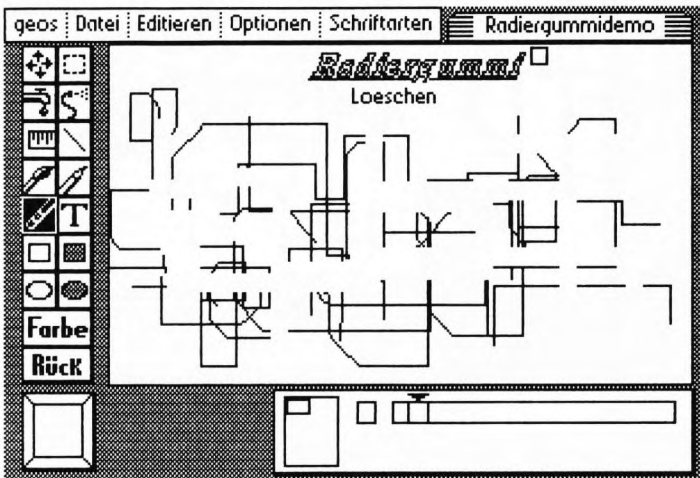 geos Datei Editieren Optionen Schriftarten Radiergummidemo
Radiergummi
Loeschen
T
Farbe
Rück